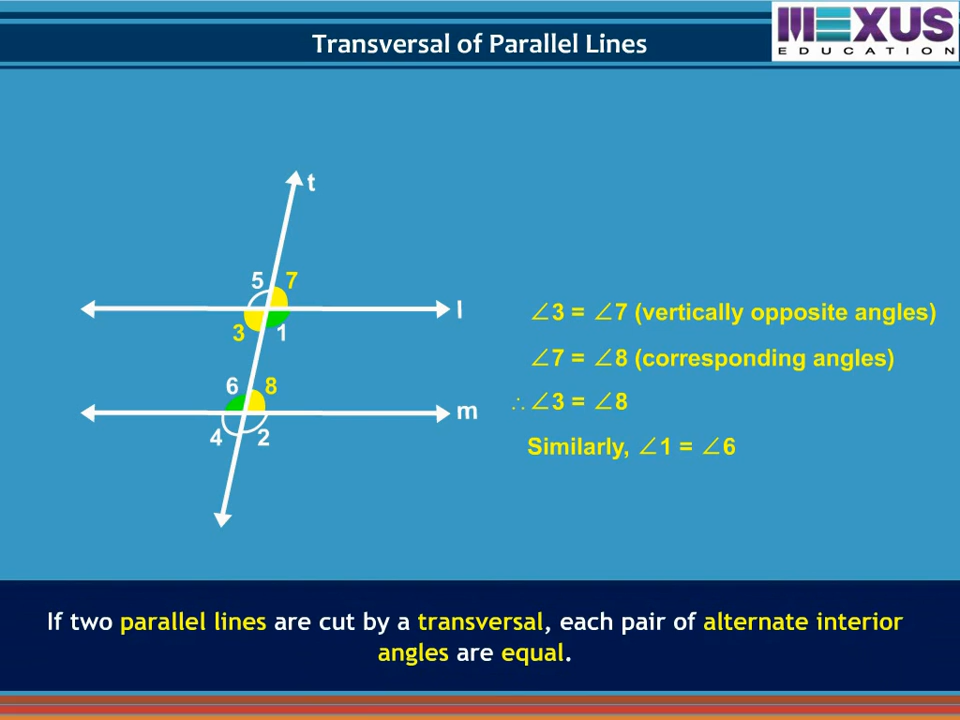 Transversal of Parallel Lines
MEXUS
EDUCATION
t
5 7
l
3 1
6 8
m
4 2
∠3 = ∠7 (vertically opposite angles)
∠7 = ∠8 (corresponding angles)
∴ ∠3 = ∠8
Similarly, ∠1 = ∠6
If two parallel lines are cut by a transversal, each pair of alternate interior
angles are equal.